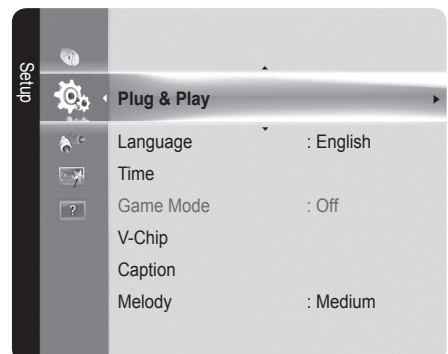 Setup
Plug & Play
Language : English
Time
Game Mode : Off
V-Chip
Caption
Melody : Medium
?